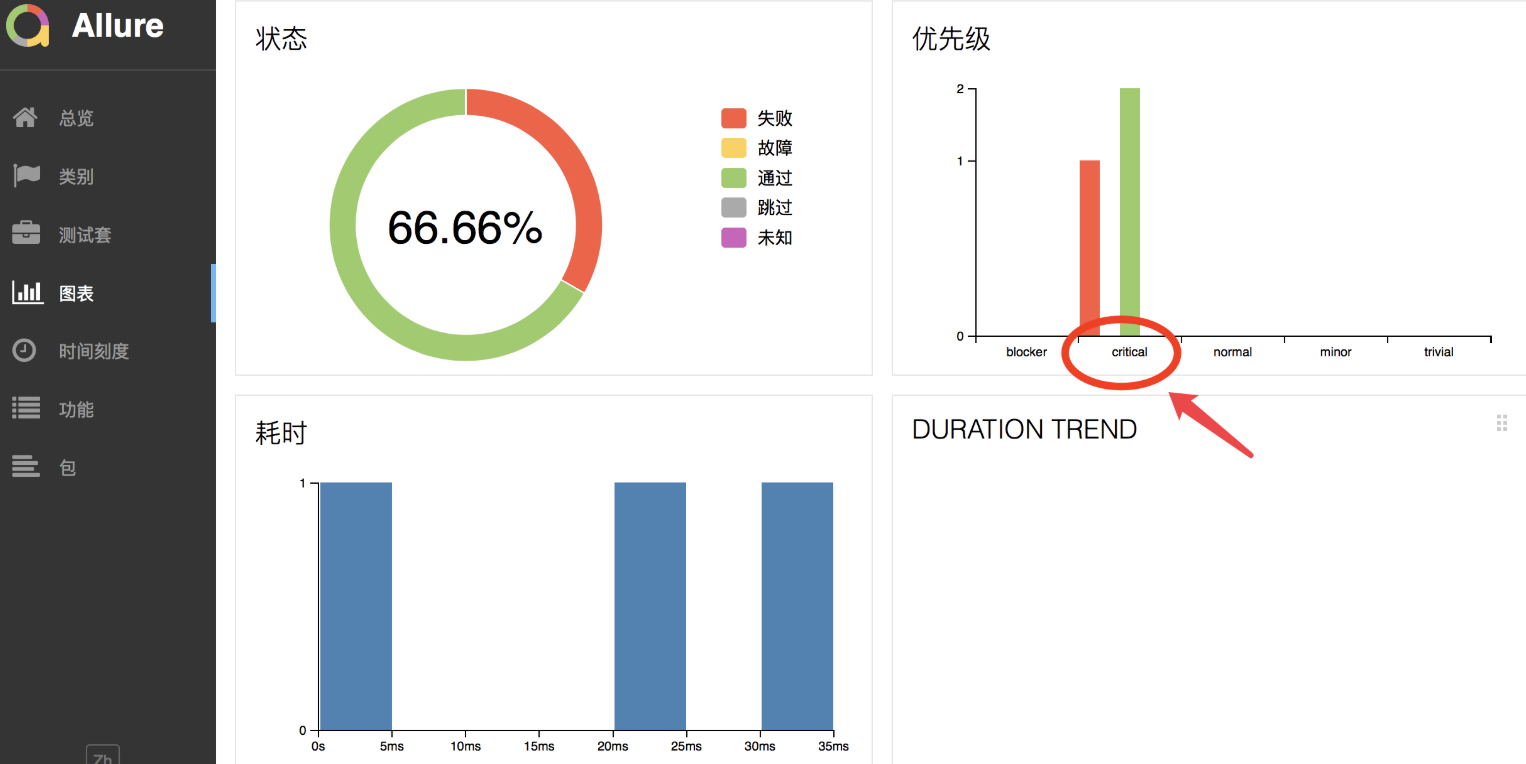 Allure
总览
类别
测试套
图表
时间刻度
功能
包
Zh
状态
66.66%
失败
故障
通过
跳过
未知
优先级
2
1
0
blocker critical normal minor trivial
耗时
1
0
0s 5ms 10ms 15ms 20ms 25ms 30ms 35ms
DURATION TREND